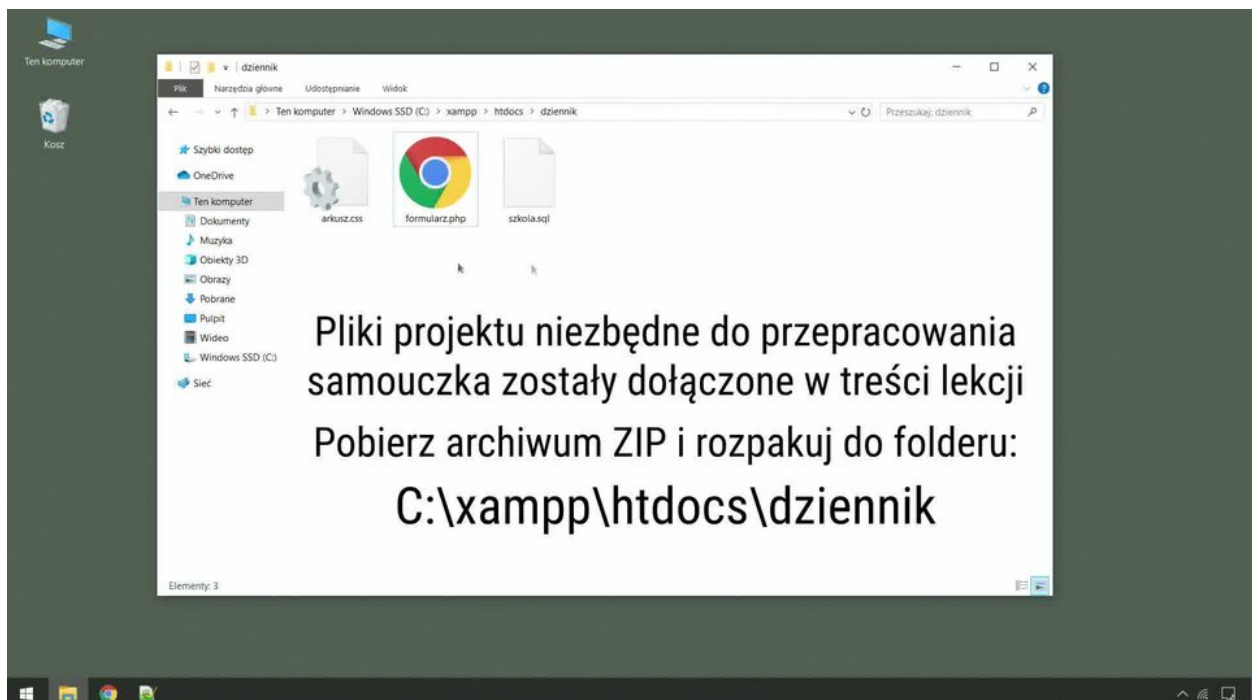 Ten komputer
Kosz
dziennik
Plik Narzędzia główne Udostępnianie Widok
Ten komputer > Windows SSD (C:) > xampp > htdocs > dziennik
Przeszukaj: dziennik
Szybki dostęp
OneDrive
Ten komputer
Dokumenty
Muzyka
Obiekty 3D
Obrazy
Pobrane
Pulpit
Wideo
Windows SSD (C:)
Sieć
arkusz.css formularz.php szkola.sql
Pliki projektu niezbędne do przepracowania
samouczka zostały dołączone w treści lekcji
Pobierz archiwum ZIP i rozpakuj do folderu:
C:\xampp\htdocs\dziennik
Elementy: 3